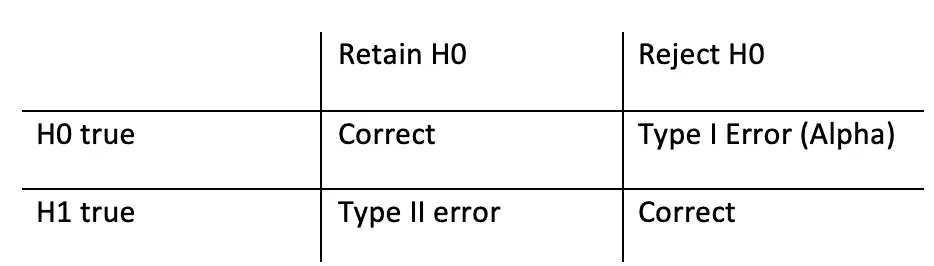 Retain H0 Reject H0
H0 true Correct Type I Error (Alpha)
H1 true Type II error Correct